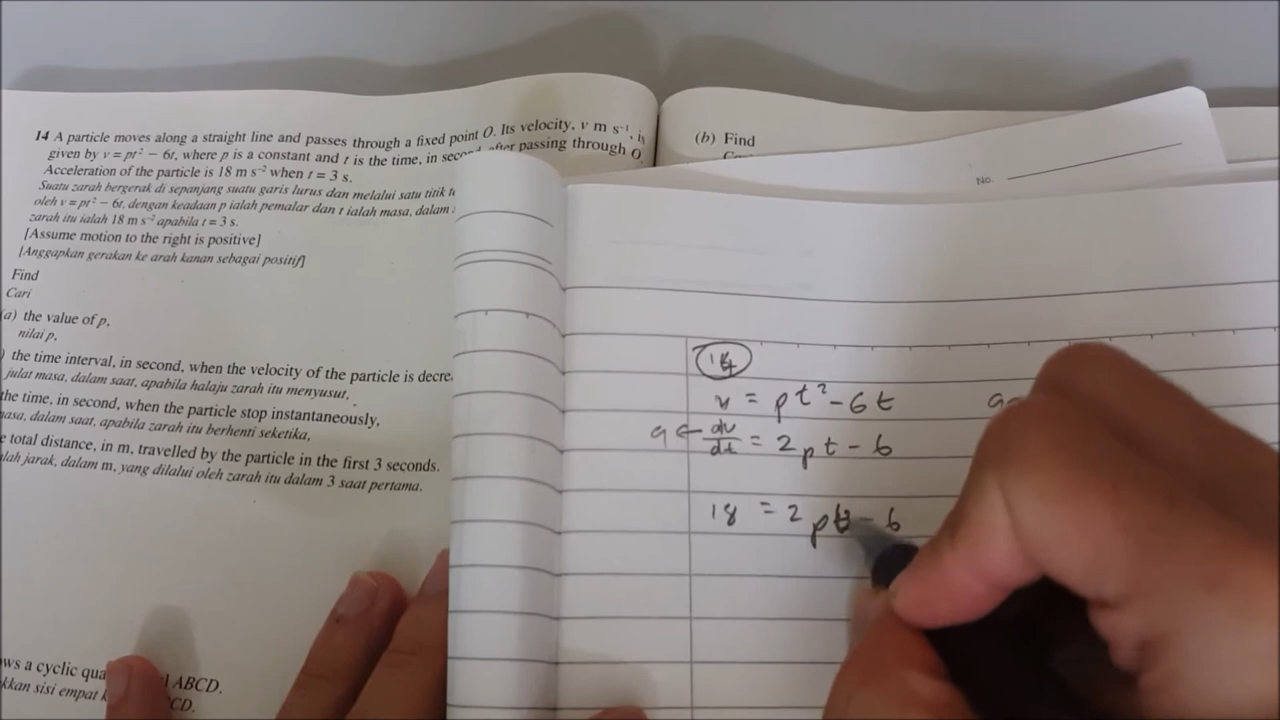 14 A particle moves along a straight line and passes through a fixed point O. Its velocity, v m s⁻¹, is
given by v = pt² − 6t, where p is a constant and t is the time, in after passing through O.
Acceleration of the particle is 18 m s⁻² when t = 3 s.
Suatu zarah bergerak di sepanjang suatu garis lurus dan melalui satu titik
oleh v = pt² − 6t, dengan keadaan p ialah pemalar dan t ialah masa, dalam
zarah itu ialah 18 m s⁻² apabila t = 3 s.
[Assume motion to the right is positive]
[Anggapkan gerakan ke arah kanan sebagai positif]
Find
Cari
(a) the value of p,
nilai p,
) the time interval, in second, when the velocity of the particle is decre
julat masa, dalam saat, apabila halaju zarah itu menyusut,
the time, in second, when the particle stop instantaneously,
masa, dalam saat, apabila zarah itu berhenti seketika,
total distance, in m, travelled by the particle in the first 3 seconds.
jarak, dalam m, yang dilalui oleh zarah itu dalam 3 saat pertama.
a cyclic ABCD.
sisi empat
(b) Find
No.
14
v = pt² − 6t
a ← dv/dt = 2pt − 6
18 = 2p − 6